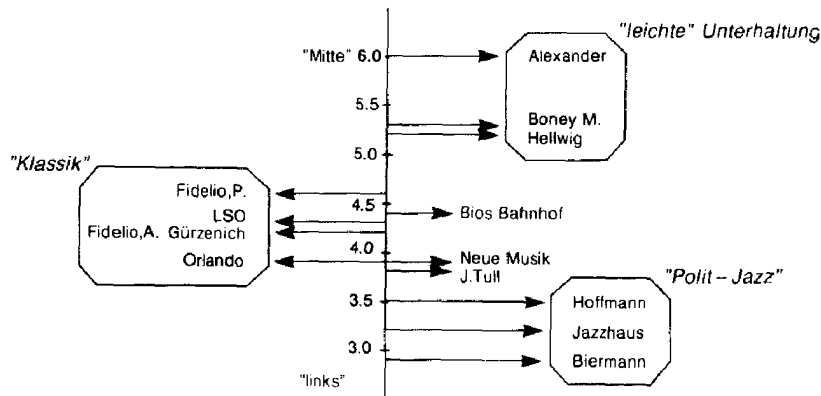 "leichte" Unterhaltung
"Mitte" 6.0
Alexander
5.5
Boney M.
Hellwig
5.0
"Klassik"
Fidelio,P.
4.5
LSO
Bios Bahnhof
Fidelio,A. Gürzenich
4.0
Orlando
Neue Musik
J.Tull
"Polit – Jazz"
3.5
Hoffmann
Jazzhaus
3.0
Biermann
"links"